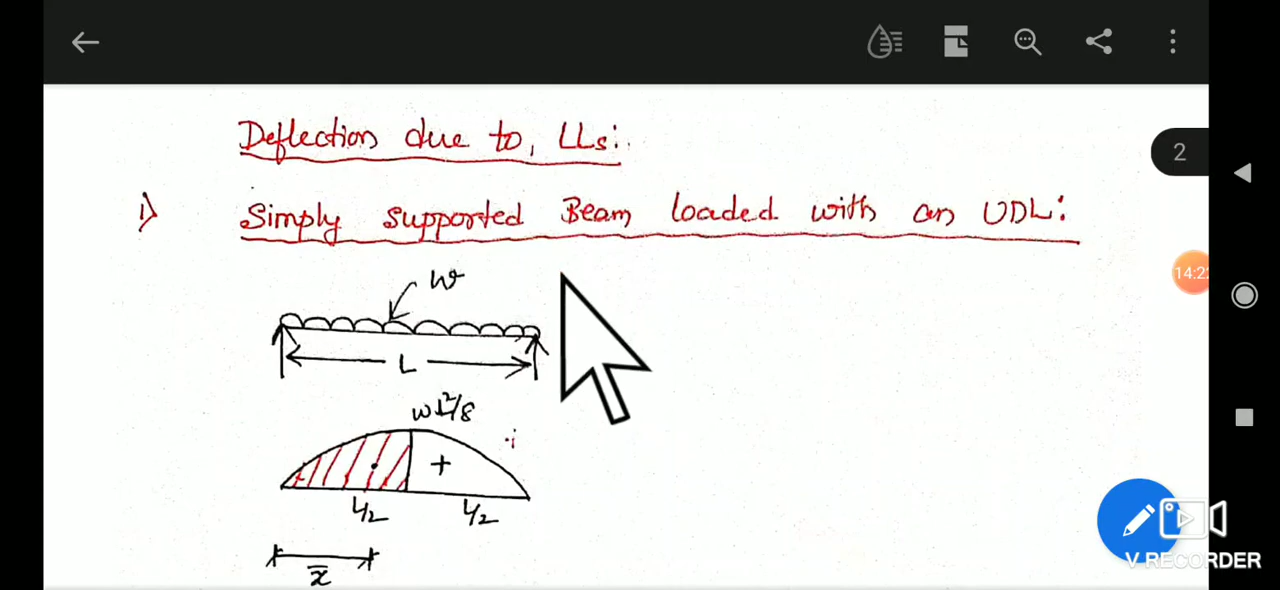 2
Deflection due to, LLs:
1) Simply supported Beam loaded with an UDL:
14:2
w
L
wL²/8
+
L/2 L/2
x̄
V RECORDER